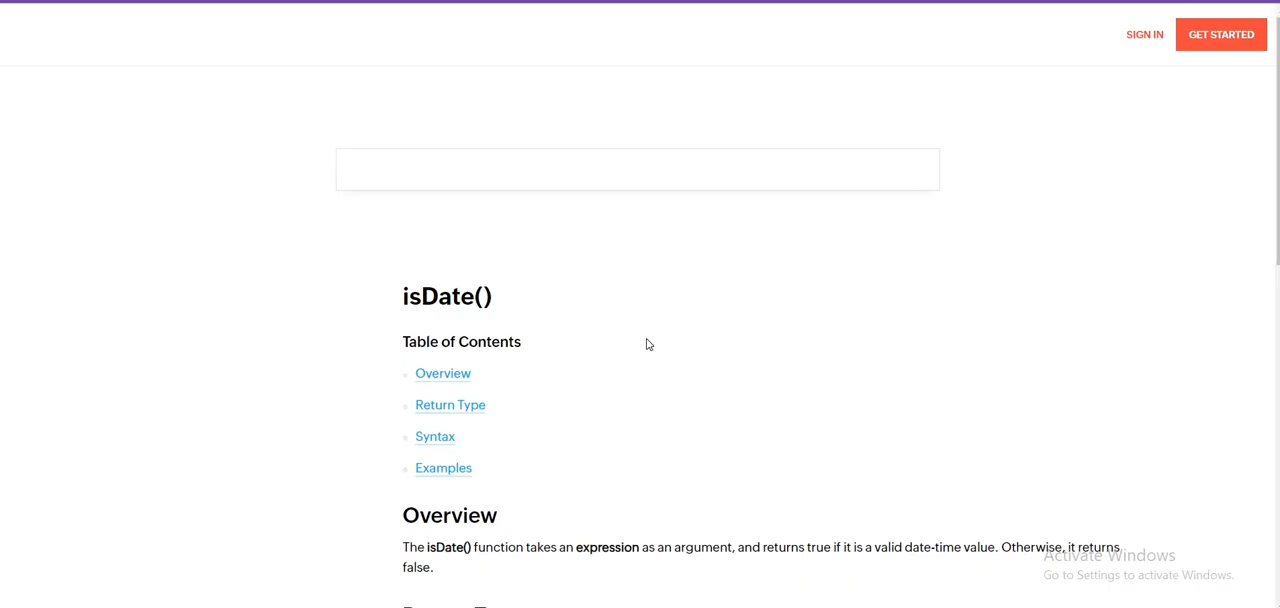 SIGN IN
GET STARTED
isDate()
Table of Contents
Overview
Return Type
Syntax
Examples
Overview
The isDate() function takes an expression as an argument, and returns true if it is a valid date-time value. Otherwise, it returns
false.
Activate Windows
Go to Settings to activate Windows.